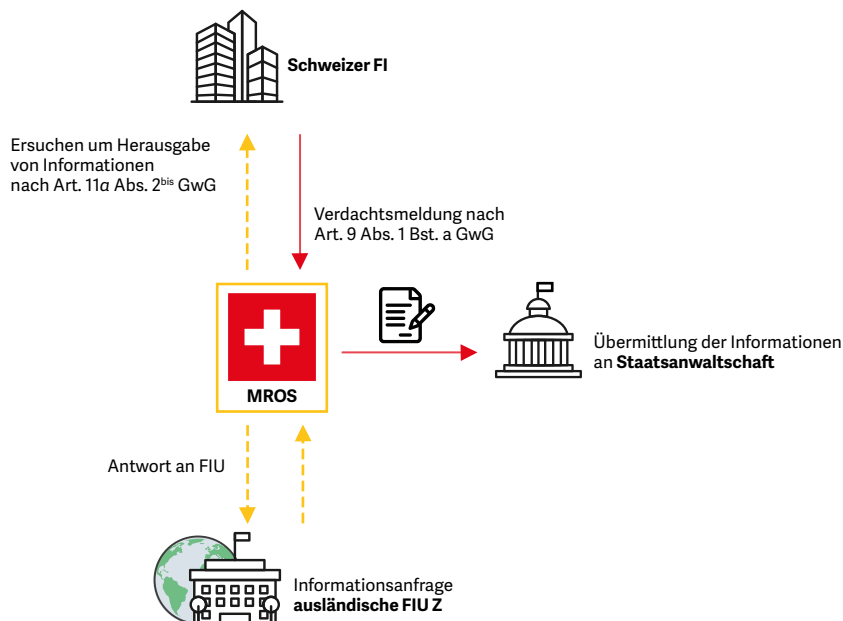 Schweizer FI
Ersuchen um Herausgabe
von Informationen
nach Art. 11a Abs. 2bis GwG
Verdachtsmeldung nach
Art. 9 Abs. 1 Bst. a GwG
MROS
Übermittlung der Informationen
an Staatsanwaltschaft
Antwort an FIU
Informationsanfrage
ausländische FIU Z